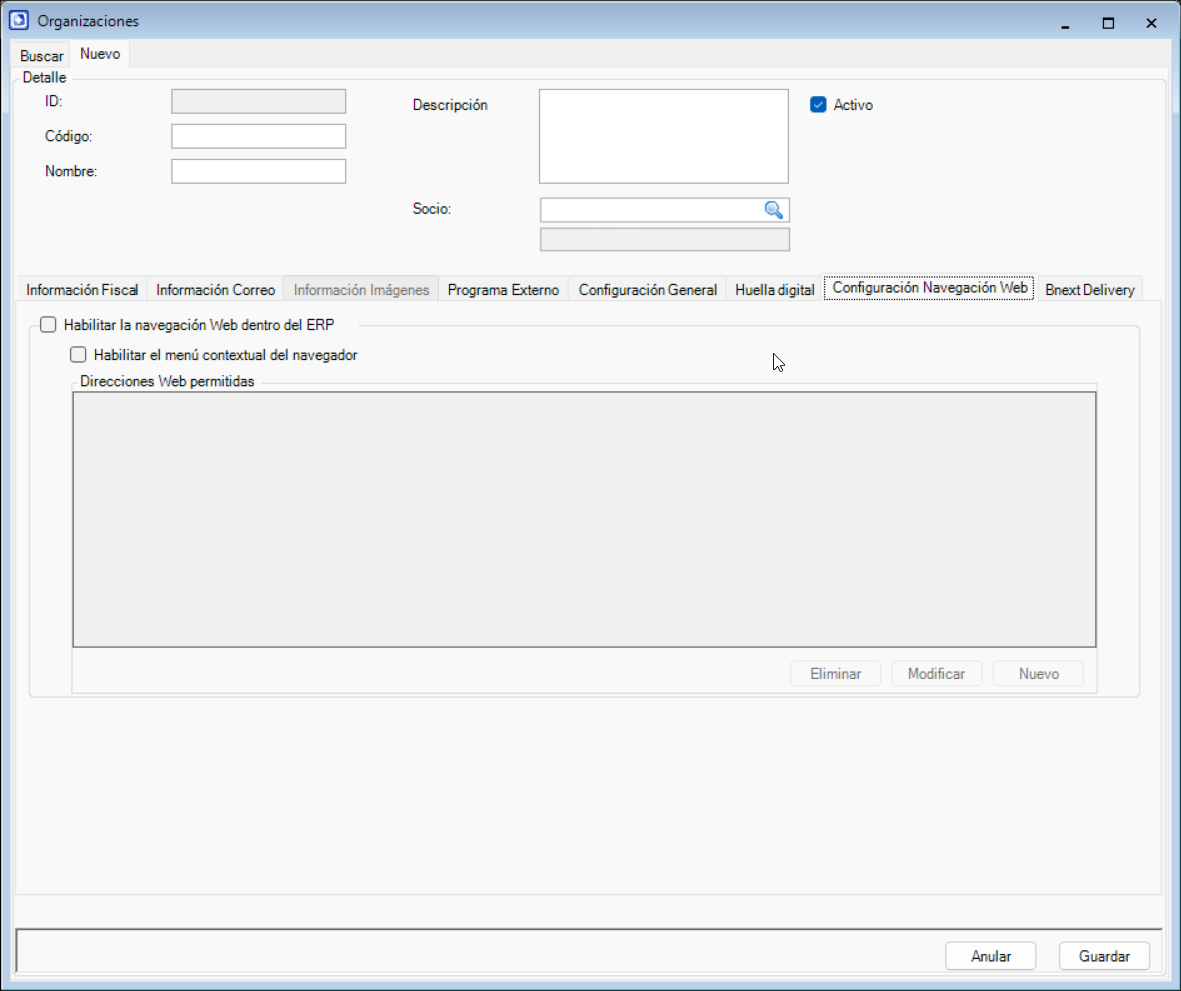 Organizaciones
Buscar Nuevo
Detalle
ID:
Código:
Nombre:
Descripción
Socio:
Activo
Información Fiscal Información Correo Información Imágenes Programa Externo Configuración General Huella digital Configuración Navegación Web Bnext Delivery
Habilitar la navegación Web dentro del ERP
Habilitar el menú contextual del navegador
Direcciones Web permitidas
Eliminar Modificar Nuevo
Anular Guardar